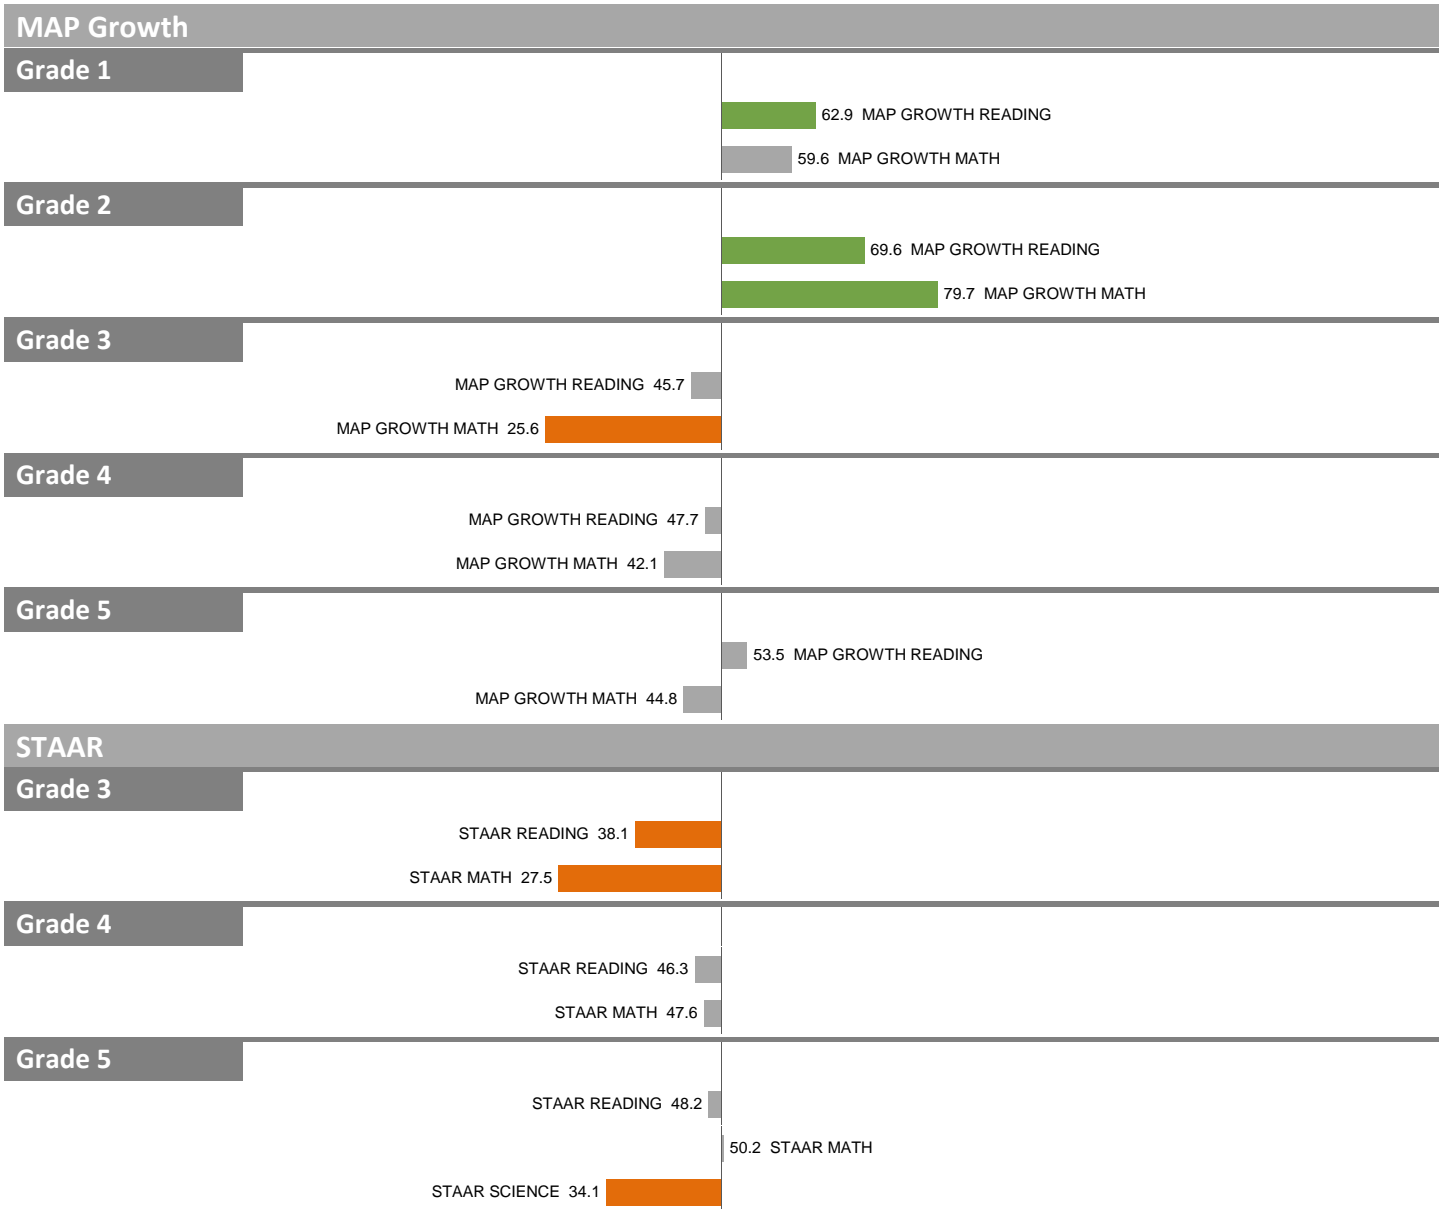 MAP Growth
Grade 1
62.9 MAP GROWTH READING
59.6 MAP GROWTH MATH
Grade 2
69.6 MAP GROWTH READING
79.7 MAP GROWTH MATH
Grade 3
MAP GROWTH READING 45.7
MAP GROWTH MATH 25.6
Grade 4
MAP GROWTH READING 47.7
MAP GROWTH MATH 42.1
Grade 5
53.5 MAP GROWTH READING
MAP GROWTH MATH 44.8
STAAR
Grade 3
STAAR READING 38.1
STAAR MATH 27.5
Grade 4
STAAR READING 46.3
STAAR MATH 47.6
Grade 5
STAAR READING 48.2
50.2 STAAR MATH
STAAR SCIENCE 34.1